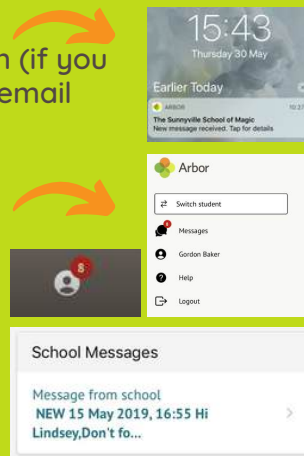 n (if you
email
15:43
Thursday 30 May
Earlier Today
ARBOR
The Sunnyville School of Magic
New message received. Tap for details
Arbor
Switch student
Messages
Gordon Baker
Help
Logout
8
School Messages
Message from school
NEW 15 May 2019, 16:55 Hi
Lindsey,Don't fo...